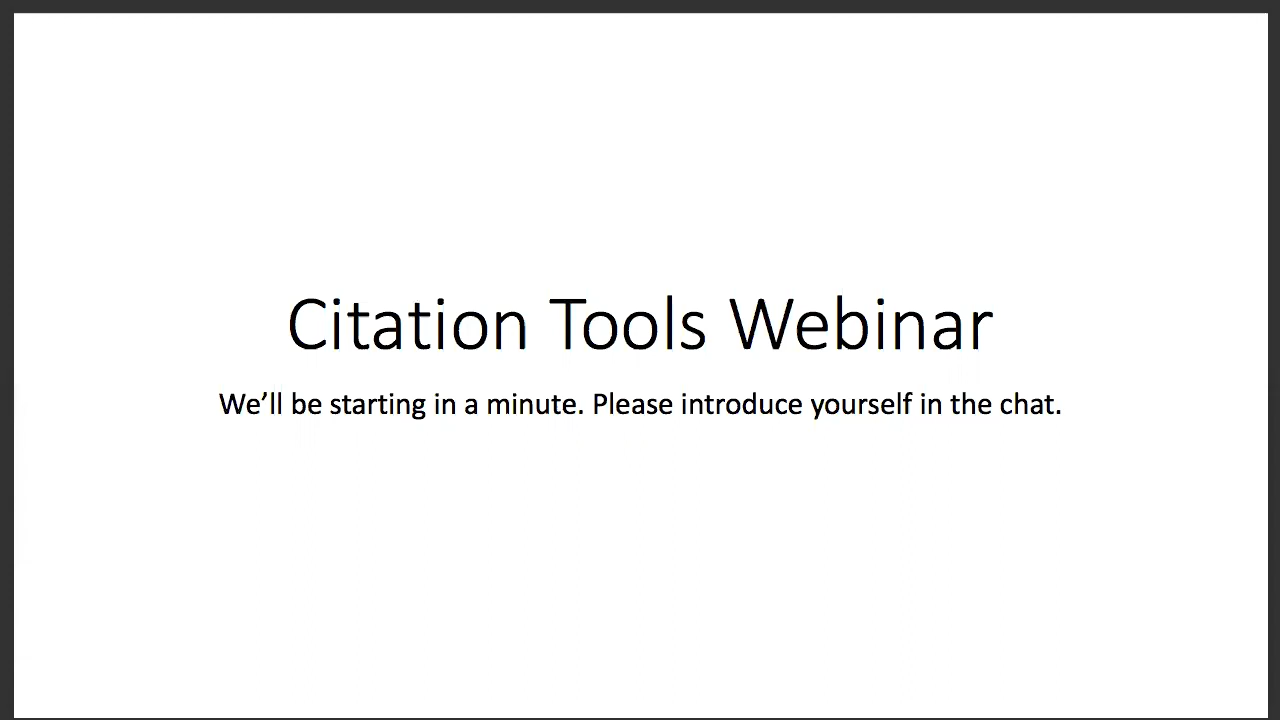 Citation Tools Webinar
We’ll be starting in a minute. Please introduce yourself in the chat.